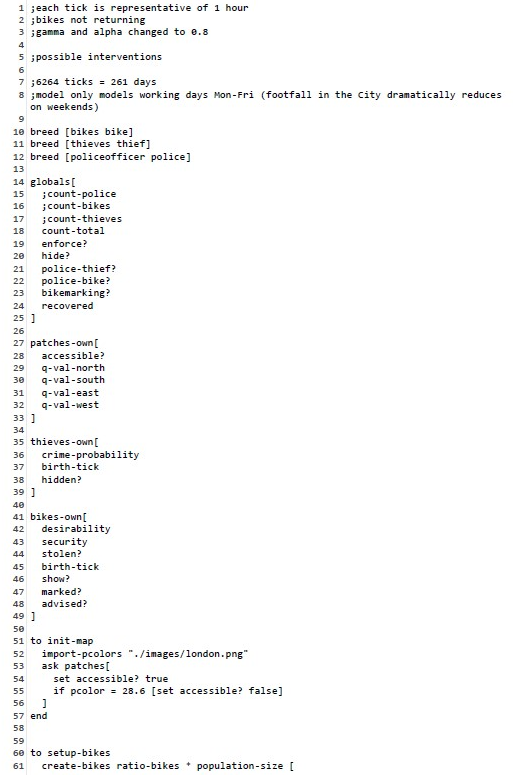 1 ;each tick is representative of 1 hour
2 ;bikes not returning
3 ;gamma and alpha changed to 0.8
4
5 ;possible interventions
6
7 ;6264 ticks = 261 days
8 ;model only models working days Mon-Fri (footfall in the City dramatically reduces
on weekends)
9
10 breed [bikes bike]
11 breed [thieves thief]
12 breed [policeofficer police]
13
14 globals[
15 ;count-police
16 ;count-bikes
17 ;count-thieves
18 count-total
19 enforce?
20 hide?
21 police-thief?
22 police-bike?
23 bikemarking?
24 recovered
25 ]
26
27 patches-own[
28 accessible?
29 q-val-north
30 q-val-south
31 q-val-east
32 q-val-west
33 ]
34
35 thieves-own[
36 crime-probability
37 birth-tick
38 hidden?
39 ]
40
41 bikes-own[
42 desirability
43 security
44 stolen?
45 birth-tick
46 show?
47 marked?
48 advised?
49 ]
50
51 to init-map
52 import-pcolors "./images/london.png"
53 ask patches[
54 set accessible? true
55 if pcolor = 28.6 [set accessible? false]
56 ]
57 end
58
59
60 to setup-bikes
61 create-bikes ratio-bikes * population-size [